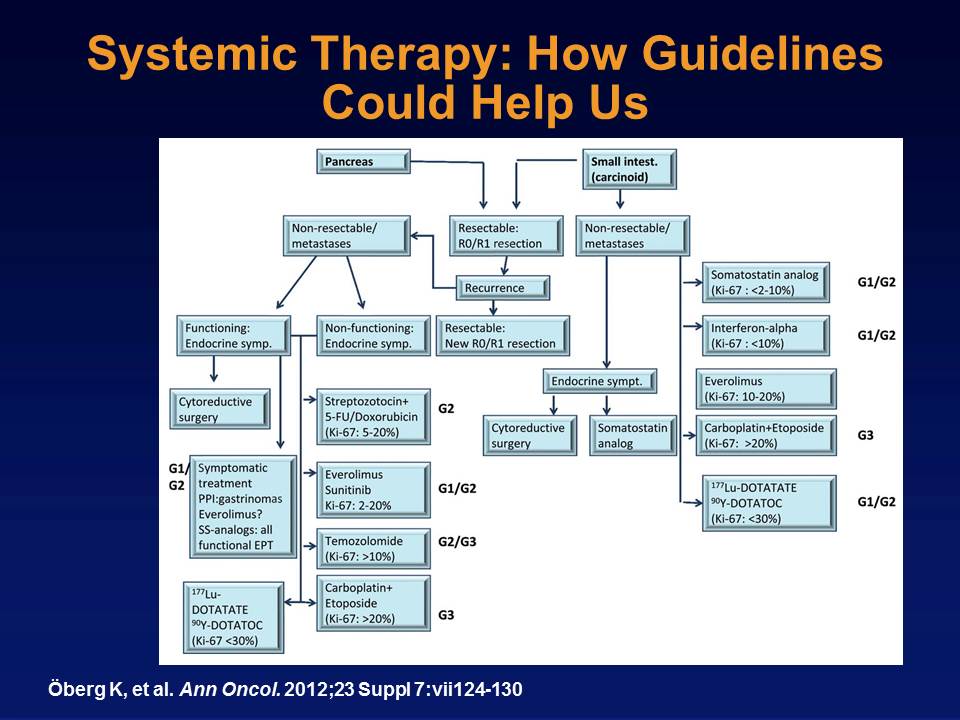 Systemic Therapy: How Guidelines
Could Help Us
Pancreas
Small intest.
(carcinoid)
Non-resectable/
metastases
Resectable:
R0/R1 resection
Non-resectable/
metastases
Recurrence
Somatostatin analog
(Ki-67 : <2-10%)
G1/G2
Functioning:
Endocrine symp.
Non-functioning:
Endocrine symp.
Resectable:
New R0/R1 resection
Interferon-alpha
(Ki-67 : <10%)
G1/G2
Endocrine sympt.
Everolimus
(Ki-67: 10-20%)
Cytoreductive
surgery
Streptozotocin+
5-FU/Doxorubicin
(Ki-67: 5-20%)
G2
Cytoreductive
surgery
Somatostatin
analog
Carboplatin+Etoposide
(Ki-67: >20%)
G3
G1/
G2
Symptomatic
treatment
PPI:gastrinomas
Everolimus?
SS-analogs: all
functional EPT
Everolimus
Sunitinib
Ki-67: 2-20%
G1/G2
177Lu-DOTATATE
90Y-DOTATOC
(Ki-67: <30%)
G1/G2
Temozolomide
(Ki-67: >10%)
G2/G3
177Lu-
DOTATATE
90Y-DOTATOC
(Ki-67 <30%)
Carboplatin+
Etoposide
(Ki-67: >20%)
G3
Öberg K, et al. Ann Oncol. 2012;23 Suppl 7:vii124-130